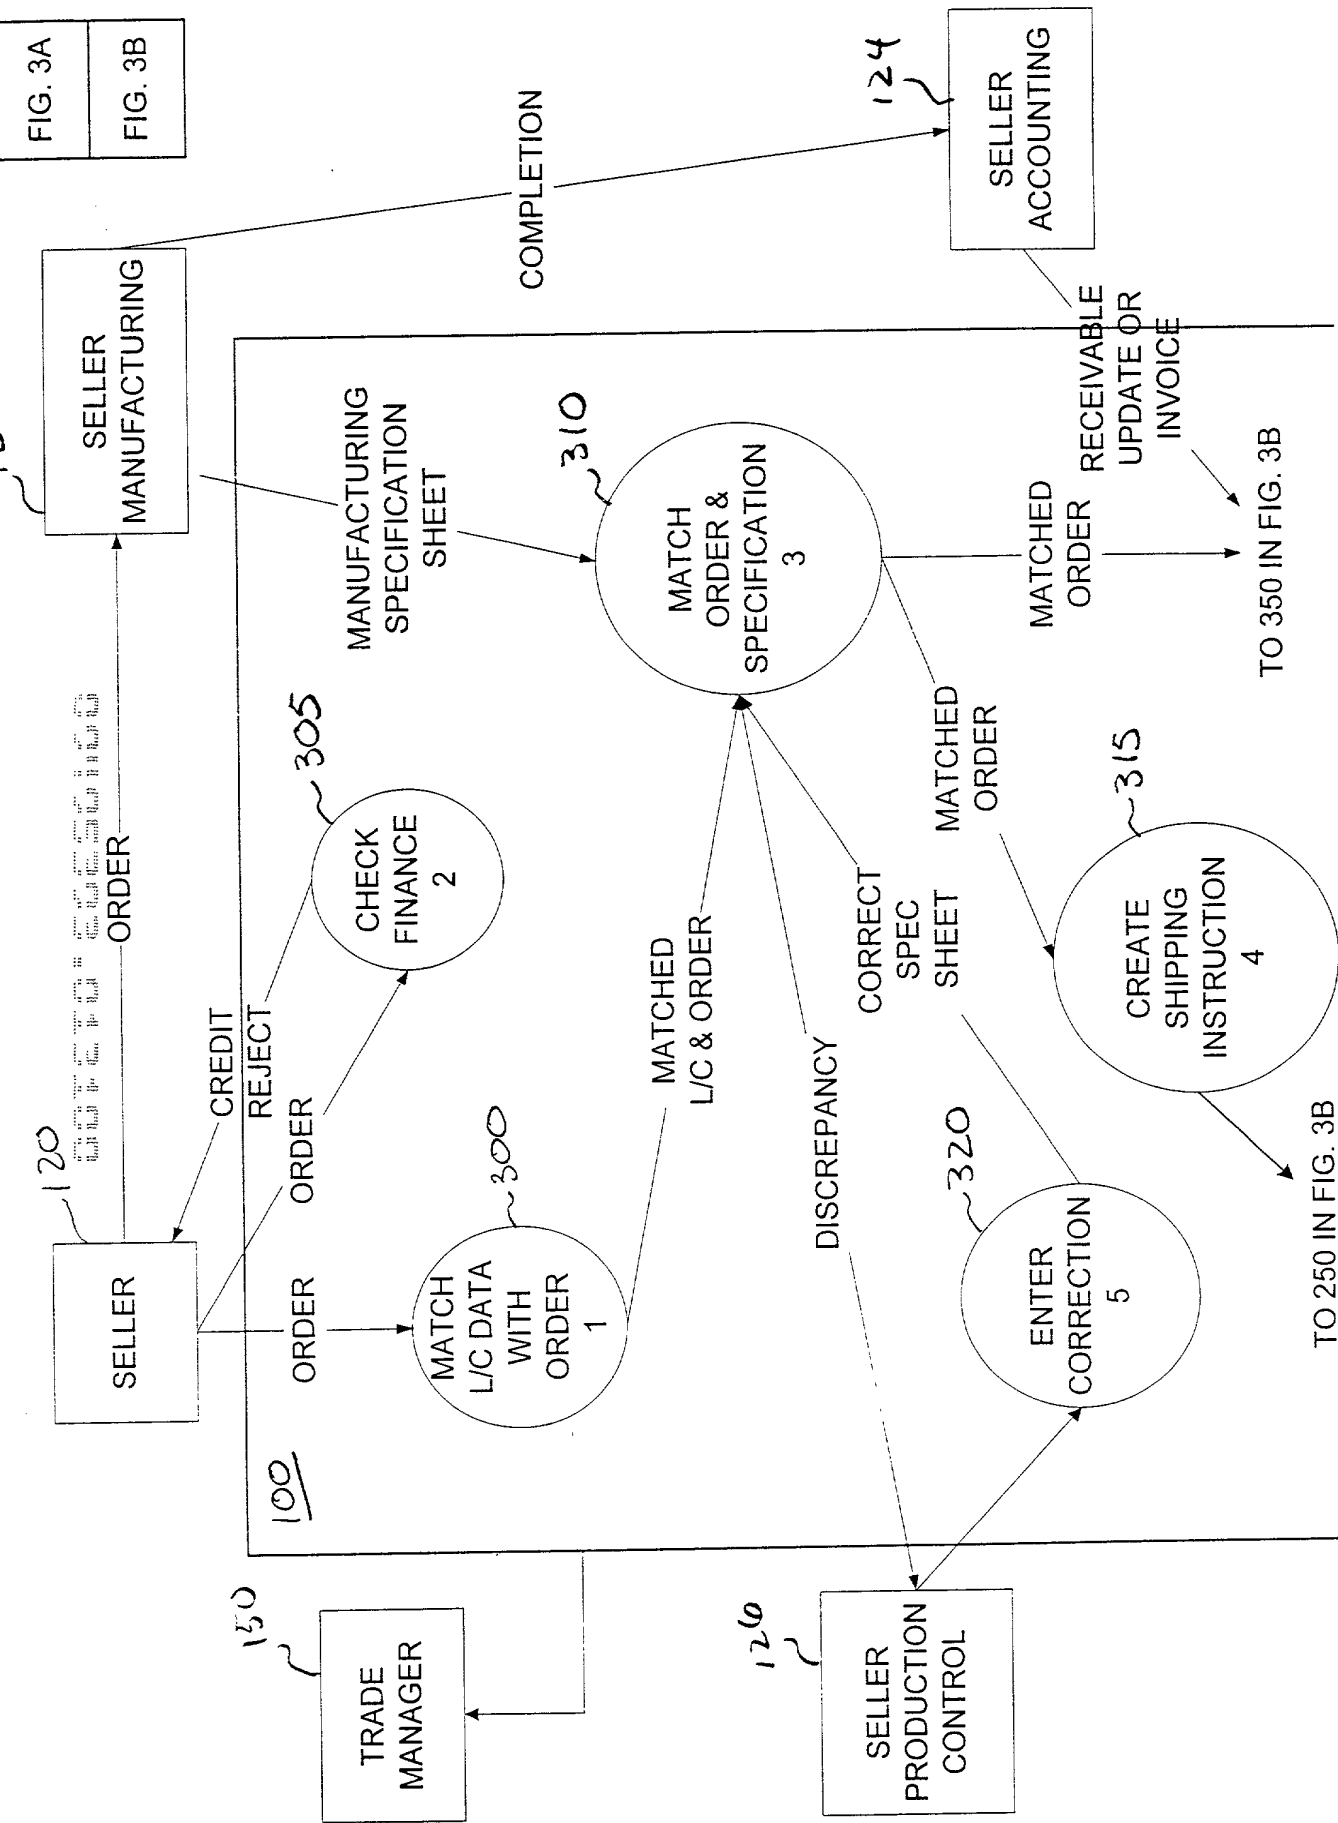 FIG. 3A
FIG. 3B
120
SELLER
ORDER
SELLER
MANUFACTURING
CREDIT
REJECT
ORDER
ORDER
305
CHECK
FINANCE
2
MANUFACTURING
SPECIFICATION
SHEET
COMPLETION
100
150
TRADE
MANAGER
300
MATCH
L/C DATA
WITH
ORDER
1
MATCHED
L/C & ORDER
310
MATCH
ORDER &
SPECIFICATION
3
124
SELLER
ACCOUNTING
126
SELLER
PRODUCTION
CONTROL
DISCREPANCY
CORRECT
SPEC
SHEET
MATCHED
ORDER
MATCHED
ORDER
RECEIVABLE
UPDATE OR
INVOICE
320
ENTER
CORRECTION
5
315
CREATE
SHIPPING
INSTRUCTION
4
TO 350 IN FIG. 3B
TO 250 IN FIG. 3B